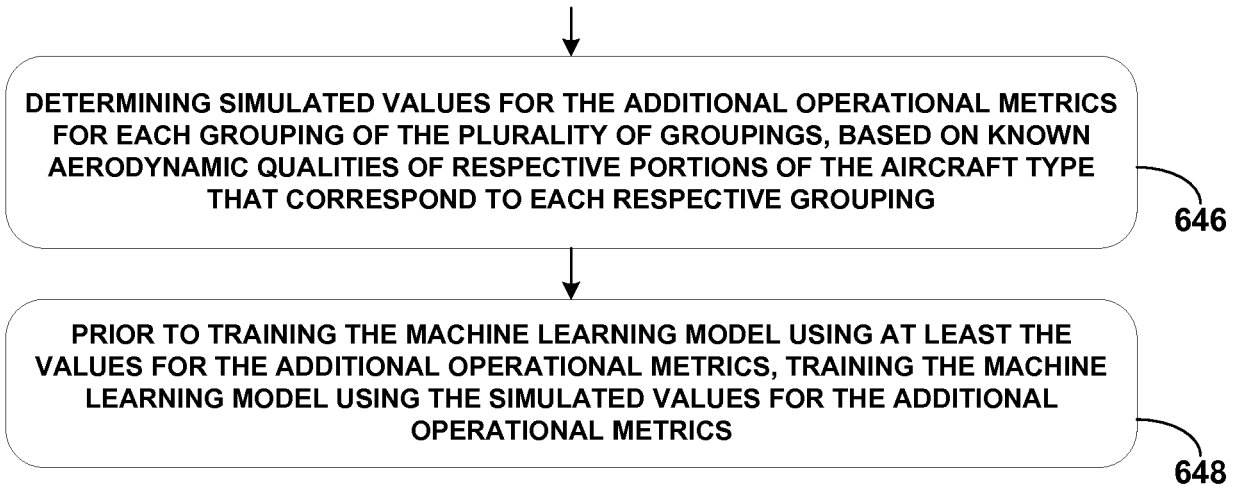 DETERMINING SIMULATED VALUES FOR THE ADDITIONAL OPERATIONAL METRICS
FOR EACH GROUPING OF THE PLURALITY OF GROUPINGS, BASED ON KNOWN
AERODYNAMIC QUALITIES OF RESPECTIVE PORTIONS OF THE AIRCRAFT TYPE
THAT CORRESPOND TO EACH RESPECTIVE GROUPING
646
PRIOR TO TRAINING THE MACHINE LEARNING MODEL USING AT LEAST THE
VALUES FOR THE ADDITIONAL OPERATIONAL METRICS, TRAINING THE MACHINE
LEARNING MODEL USING THE SIMULATED VALUES FOR THE ADDITIONAL
OPERATIONAL METRICS
648